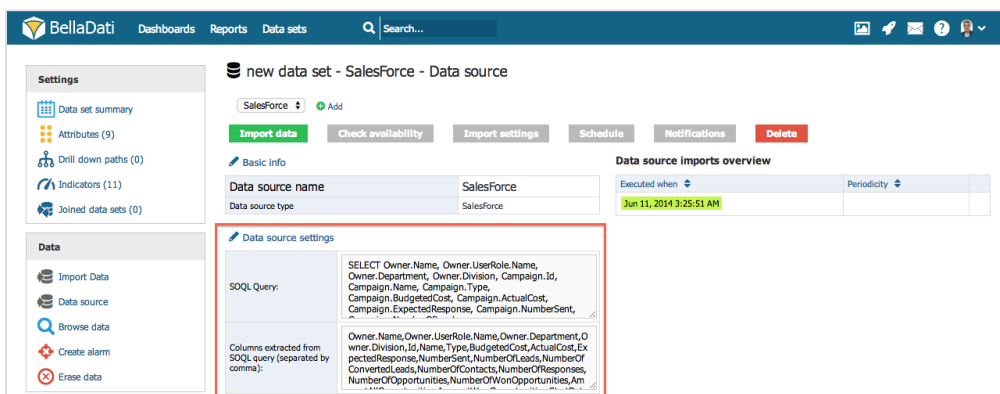 BellaDati Dashboards Reports Data sets Search...
Settings
Data set summary
Attributes (9)
Drill down paths (0)
Indicators (11)
Joined data sets (0)
Data
Import Data
Data source
Browse data
Create alarm
Erase data
new data set - SalesForce - Data source
SalesForce Add
Import data Check availability Import settings Schedule Notifications Delete
Basic info
Data source name SalesForce
Data source type SalesForce
Data source imports overview
Executed when Periodicity
Jun 11, 2014 3:25:51 AM
Data source settings
SOQL Query:
SELECT Owner.Name, Owner.UserRole.Name,
Owner.Department, Owner.Division, Campaign.Id,
Campaign.Name, Campaign.Type,
Campaign.BudgetedCost, Campaign.ActualCost,
Campaign.ExpectedResponse, Campaign.NumberSent,
Columns extracted from
SOQL query (separated by
comma):
Owner.Name,Owner.UserRole.Name,Owner.Department,O
wner.Division,Id,Name,Type,BudgetedCost,ActualCost,Ex
pectedResponse,NumberSent,NumberOfLeads,NumberOf
ConvertedLeads,NumberOfContacts,NumberOfResponses,
NumberOfOpportunities,NumberOfWonOpportunities,Am